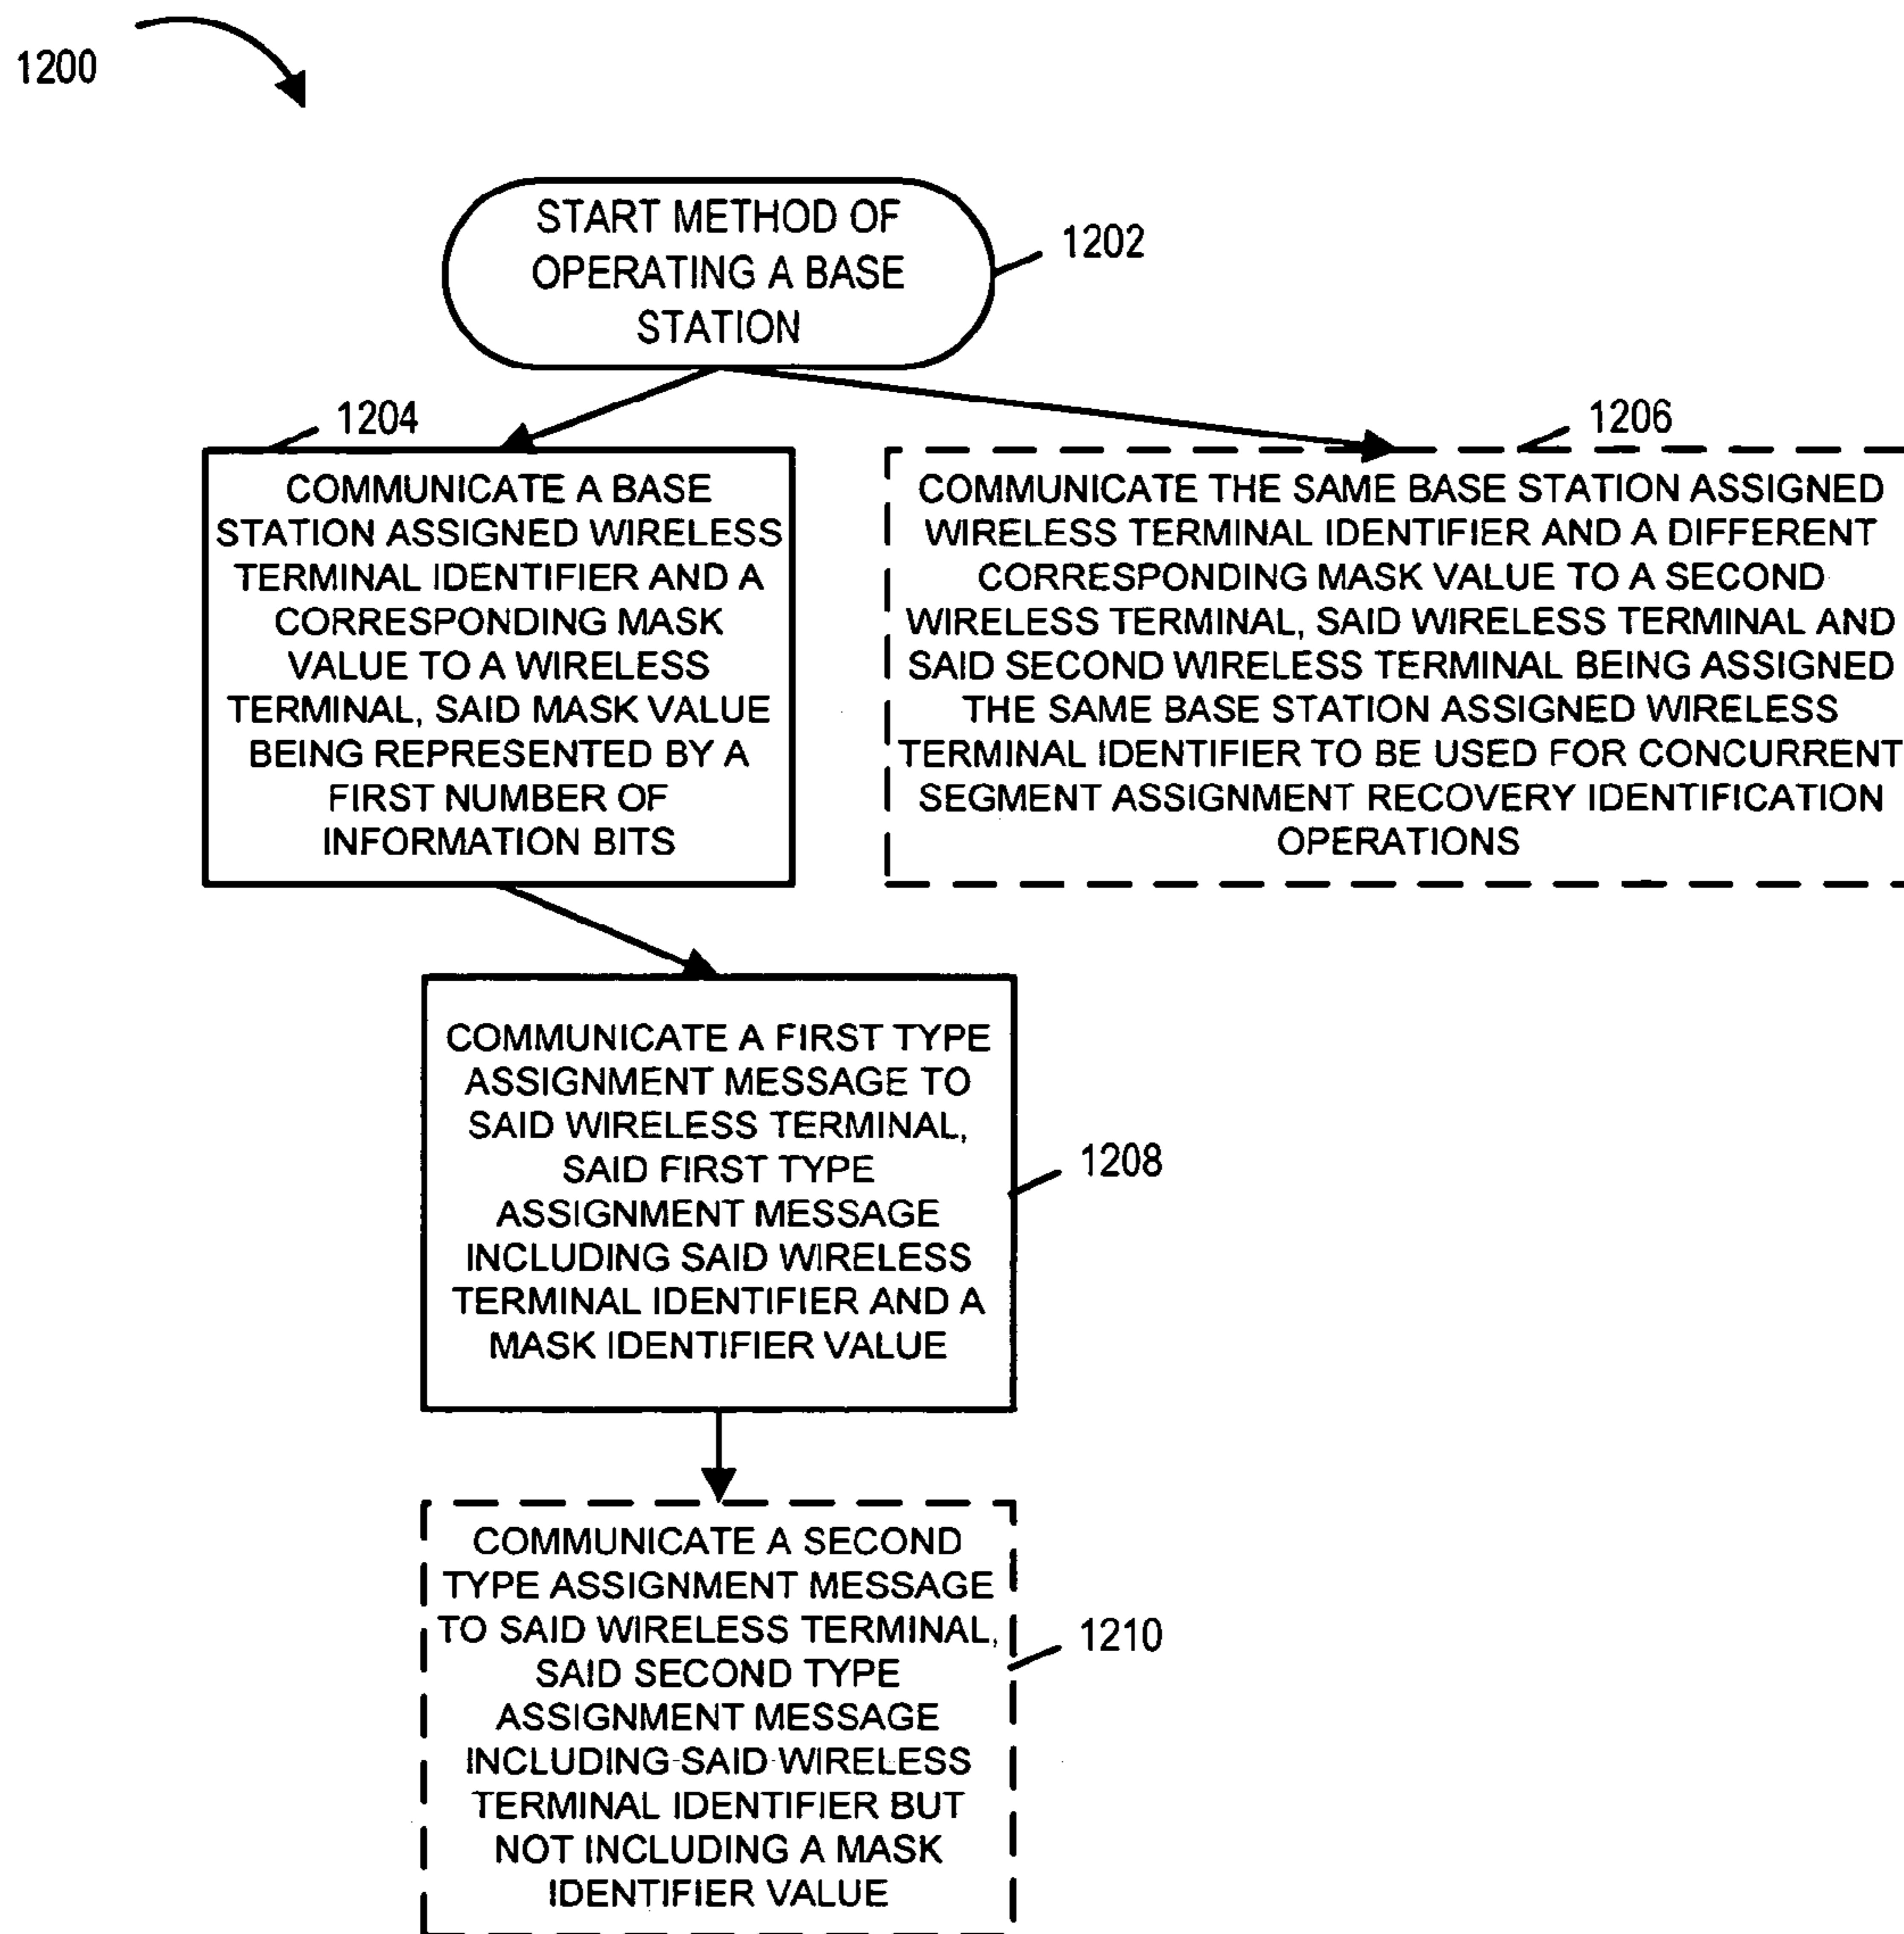 1200
START METHOD OF
OPERATING A BASE
STATION
1202
1204
COMMUNICATE A BASE
STATION ASSIGNED WIRELESS
TERMINAL IDENTIFIER AND A
CORRESPONDING MASK
VALUE TO A WIRELESS
TERMINAL, SAID MASK VALUE
BEING REPRESENTED BY A
FIRST NUMBER OF
INFORMATION BITS
1206
COMMUNICATE THE SAME BASE STATION ASSIGNED
WIRELESS TERMINAL IDENTIFIER AND A DIFFERENT
CORRESPONDING MASK VALUE TO A SECOND
WIRELESS TERMINAL, SAID WIRELESS TERMINAL AND
SAID SECOND WIRELESS TERMINAL BEING ASSIGNED
THE SAME BASE STATION ASSIGNED WIRELESS
TERMINAL IDENTIFIER TO BE USED FOR CONCURRENT
SEGMENT ASSIGNMENT RECOVERY IDENTIFICATION
OPERATIONS
COMMUNICATE A FIRST TYPE
ASSIGNMENT MESSAGE TO
SAID WIRELESS TERMINAL,
SAID FIRST TYPE
ASSIGNMENT MESSAGE
INCLUDING SAID WIRELESS
TERMINAL IDENTIFIER AND A
MASK IDENTIFIER VALUE
1208
COMMUNICATE A SECOND
TYPE ASSIGNMENT MESSAGE
TO SAID WIRELESS TERMINAL,
SAID SECOND TYPE
ASSIGNMENT MESSAGE
INCLUDING SAID WIRELESS
TERMINAL IDENTIFIER BUT
NOT INCLUDING A MASK
IDENTIFIER VALUE
1210